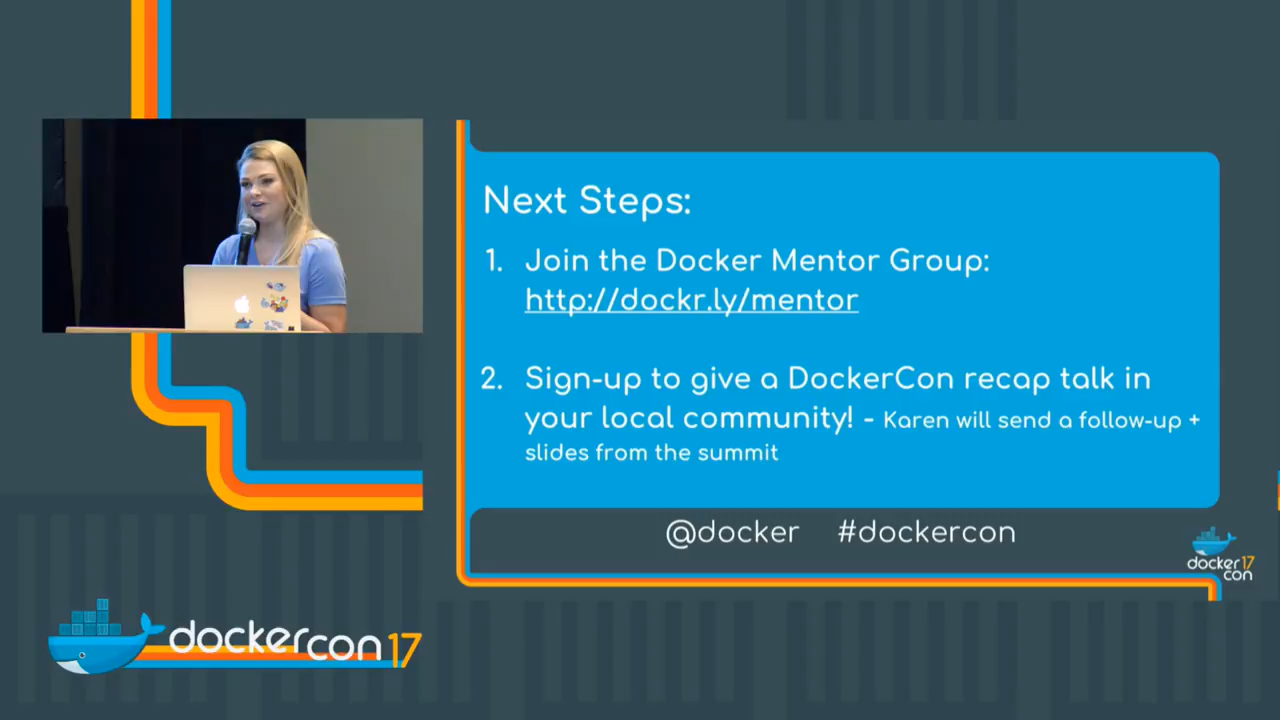 Next Steps:
1. Join the Docker Mentor Group:
http://dockr.ly/mentor
2. Sign-up to give a DockerCon recap talk in
your local community! - Karen will send a follow-up +
slides from the summit
@docker #dockercon
docker 17
con
dockercon 17